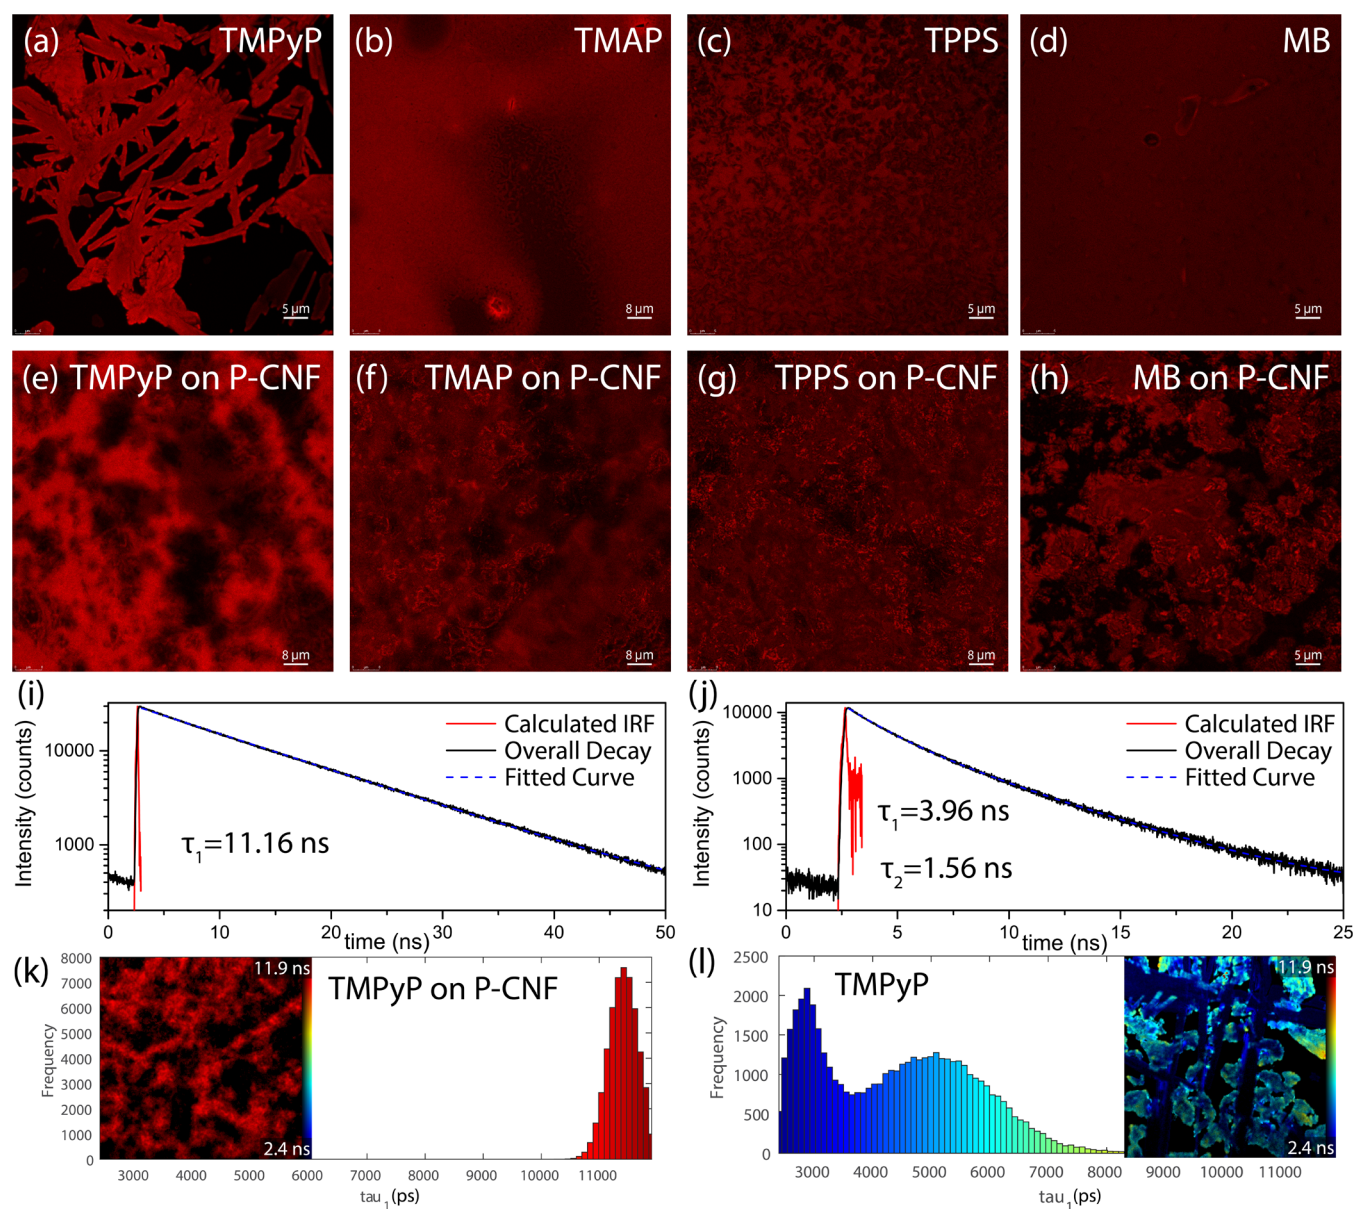 (a) TMPyP
5 µm
(b) TMAP
8 µm
(c) TPPS
5 µm
(d) MB
5 µm
(e) TMPyP on P-CNF
8 µm
(f) TMAP on P-CNF
8 µm
(g) TPPS on P-CNF
8 µm
(h) MB on P-CNF
5 µm
(i)
Intensity (counts)
10000
1000
Calculated IRF
Overall Decay
Fitted Curve
τ1=11.16 ns
0 10 20 30 40 50
time (ns)
(j)
Intensity (counts)
10000
1000
100
10
Calculated IRF
Overall Decay
Fitted Curve
τ1=3.96 ns
τ2=1.56 ns
0 5 10 15 20 25
time (ns)
(k)
Frequency
8000
7000
6000
5000
4000
3000
2000
1000
0
11.9 ns
2.4 ns
TMPyP on P-CNF
3000 4000 5000 6000 7000 8000 9000 10000 11000
tau1(ps)
(l)
Frequency
2500
2000
1500
1000
500
0
TMPyP
11.9 ns
2.4 ns
3000 4000 5000 6000 7000 8000 9000 10000 11000
tau1(ps)